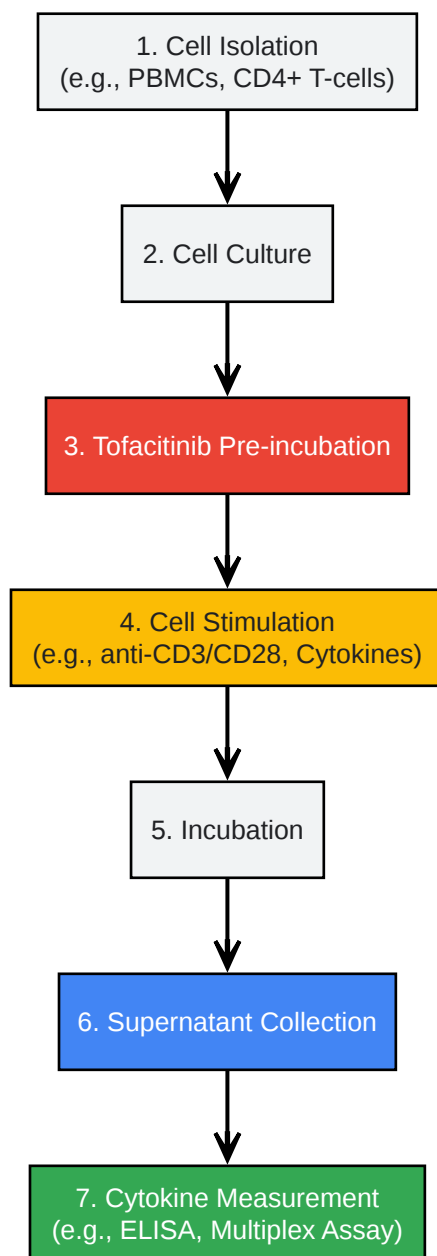 1. Cell Isolation
(e.g., PBMCs, CD4+ T-cells)
2. Cell Culture
3. Tofacitinib Pre-incubation
4. Cell Stimulation
(e.g., anti-CD3/CD28, Cytokines)
5. Incubation
6. Supernatant Collection
7. Cytokine Measurement
(e.g., ELISA, Multiplex Assay)